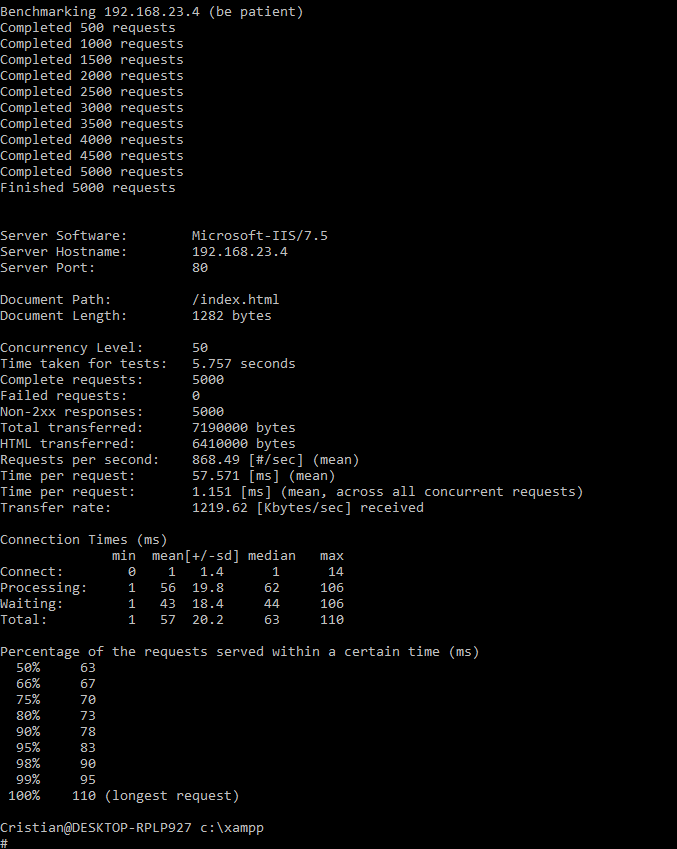 Benchmarking 192.168.23.4 (be patient)
Completed 500 requests
Completed 1000 requests
Completed 1500 requests
Completed 2000 requests
Completed 2500 requests
Completed 3000 requests
Completed 3500 requests
Completed 4000 requests
Completed 4500 requests
Completed 5000 requests
Finished 5000 requests
Server Software:        Microsoft-IIS/7.5
Server Hostname:        192.168.23.4
Server Port:            80
Document Path:          /index.html
Document Length:        1282 bytes
Concurrency Level:      50
Time taken for tests:   5.757 seconds
Complete requests:      5000
Failed requests:        0
Non-2xx responses:      5000
Total transferred:      7190000 bytes
HTML transferred:       6410000 bytes
Requests per second:    868.49 [#/sec] (mean)
Time per request:       57.571 [ms] (mean)
Time per request:       1.151 [ms] (mean, across all concurrent requests)
Transfer rate:          1219.62 [Kbytes/sec] received
Connection Times (ms)
              min  mean[+/-sd] median   max
Connect:        0    1   1.4      1      14
Processing:     1   56  19.8     62     106
Waiting:        1   43  18.4     44     106
Total:          1   57  20.2     63     110
Percentage of the requests served within a certain time (ms)
  50%     63
  66%     67
  75%     70
  80%     73
  90%     78
  95%     83
  98%     90
  99%     95
 100%    110 (longest request)
Cristian@DESKTOP-RPLP927 c:\xampp
#